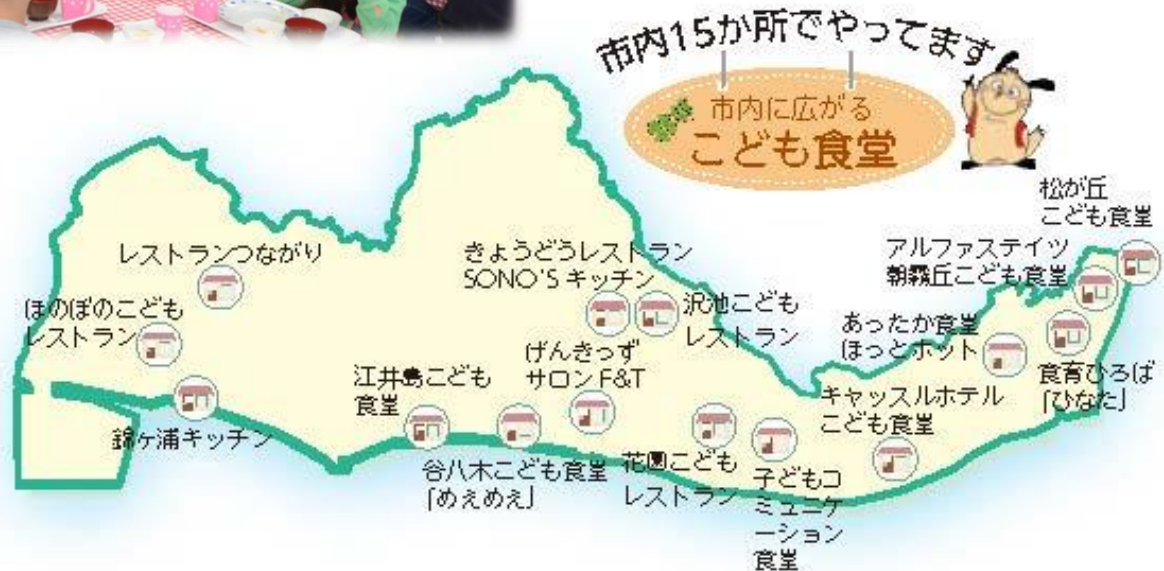 市内15か所でやってます
市内に広がる
こども食堂
松が丘
こども食堂
アルファステイツ
朝霧丘こども食堂
レストランつながり
きょうどうレストラン
SONO'S キッチン
ほのぼのこども
レストラン
沢池こども
レストラン
あったか食堂
ほっとホット
げんきっず
サロン F&T
江井島こども
食堂
食育ひろば
「ひなた」
キャッスルホテル
こども食堂
錦ヶ浦キッチン
谷八木こども食堂
「めえめえ」
花園こども
レストラン
子どもコ
ミュニケ
ーション
食堂